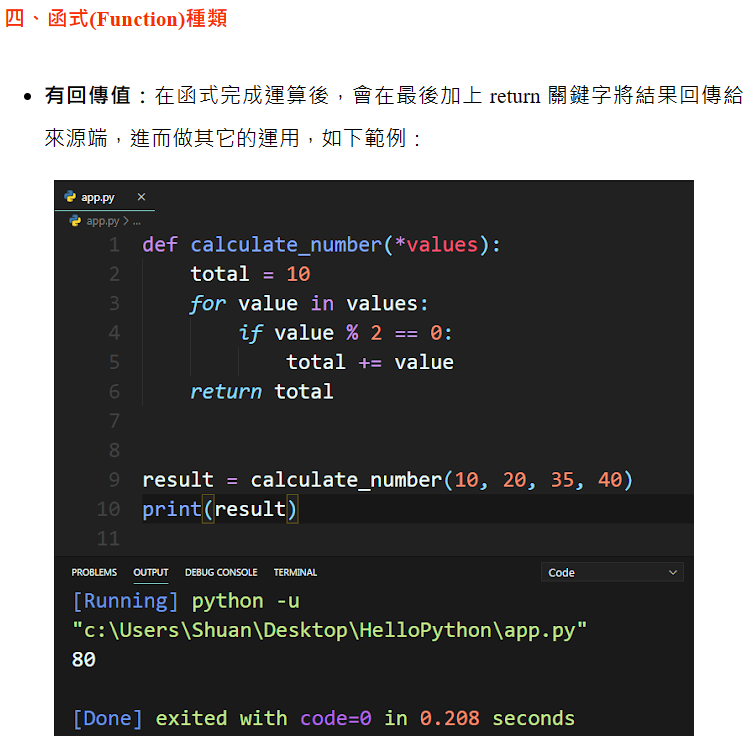 四、函式(Function)種類
• 有回傳值：在函式完成運算後，會在最後加上 return 關鍵字將結果回傳給
來源端，進而做其它的運用，如下範例：
app.py ×
app.py > ...
1 def calculate_number(*values):
2     total = 10
3     for value in values:
4         if value % 2 == 0:
5             total += value
6     return total
7
8
9 result = calculate_number(10, 20, 35, 40)
10 print(result)
11
PROBLEMS OUTPUT DEBUG CONSOLE TERMINAL Code
[Running] python -u
"c:\Users\Shuan\Desktop\HelloPython\app.py"
80
[Done] exited with code=0 in 0.208 seconds